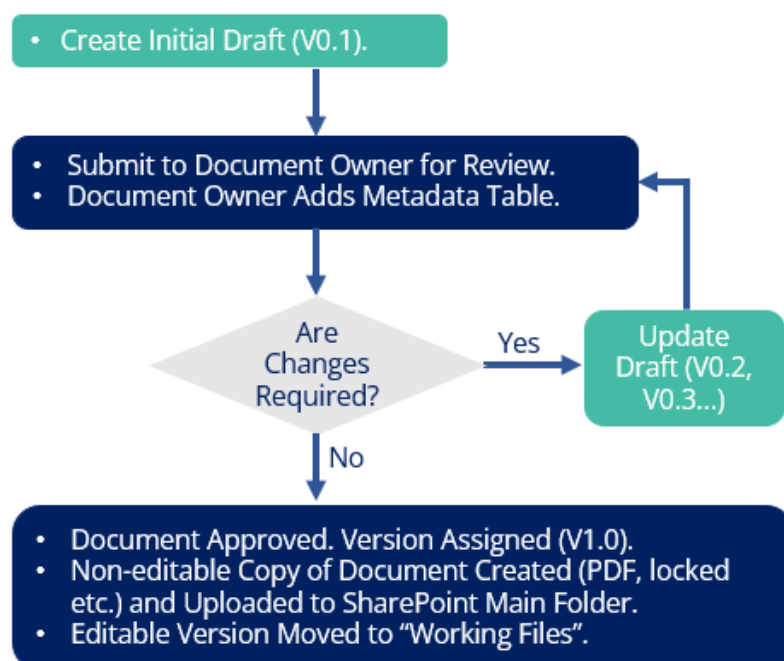 • Create Initial Draft (V0.1).
• Submit to Document Owner for Review.
• Document Owner Adds Metadata Table.
Are
Changes
Required?
Yes
Update
Draft (V0.2,
V0.3...)
No
• Document Approved. Version Assigned (V1.0).
• Non-editable Copy of Document Created (PDF, locked
etc.) and Uploaded to SharePoint Main Folder.
• Editable Version Moved to “Working Files”.